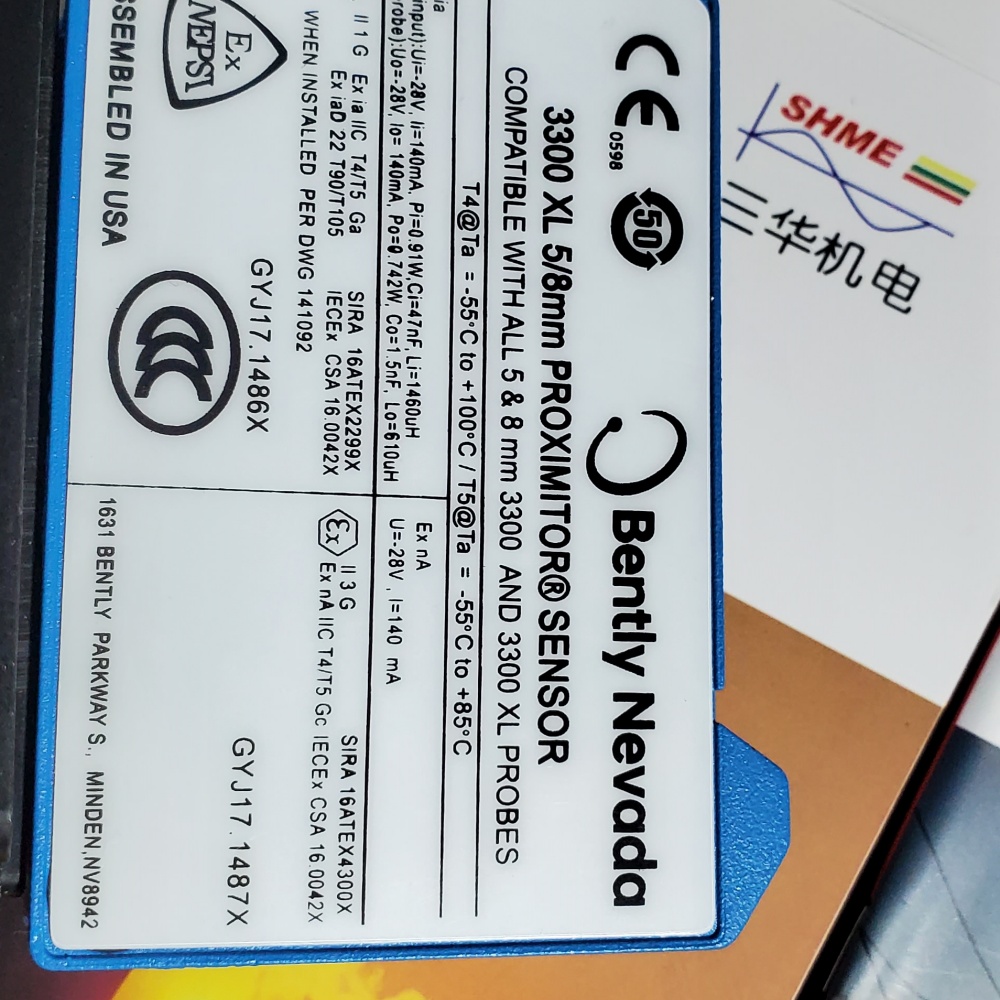 SHME
三华机电
CE
0598
50
Bently Nevada
3300 XL 5/8mm PROXIMITOR® SENSOR
COMPATIBLE WITH ALL 5 & 8 mm 3300 AND 3300 XL PROBES
T4@Ta = -55°C to +100°C / T5@Ta = -55°C to +85°C
ia
input):Ui=-28V, Ii=140mA, Pi=0.91W,Ci=47nF, Li=1460uH
robe):Uo=-28V, Io= 140mA, Po=0.742W, Co=1.5nF, Lo=610uH
Ex nA
U=-28V , I=140 mA
II 1 G Ex ia IIC T4/T5 Ga SIRA 16ATEX2299X
Ex iaD 22 T90/T105 IECEx CSA 16.0042X
WHEN INSTALLED PER DWG 141092
Ex II 3 G SIRA 16ATEX4300X
Ex nA IIC T4/T5 Gc IECEx CSA 16.0042X
Ex
NEPSI
GYJ17.1486X
GYJ17.1487X
CCC
SSEMBLED IN USA
1631 BENTLY PARKWAY S., MINDEN,NV8942